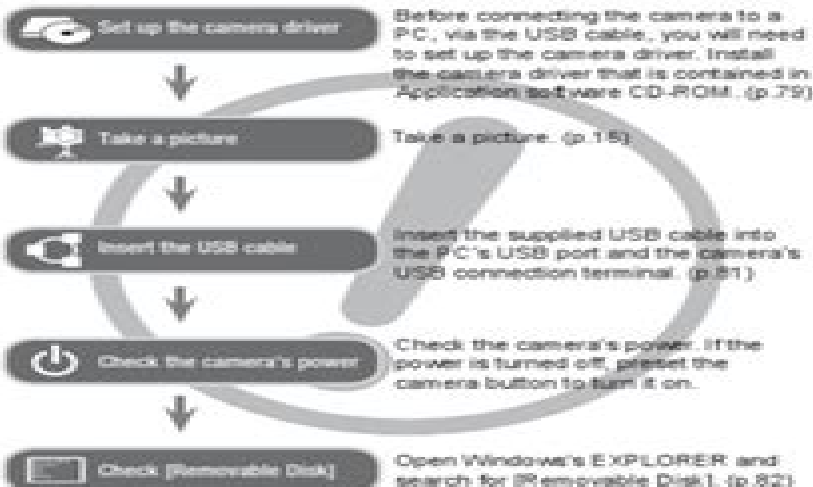 Set up the camera driver
Before connecting the camera to a
PC, via the USB cable, you will need
to set up the camera driver. Install
the camera driver that is contained in
Application software CD-ROM. (p.79)
Take a picture
Take a picture. (p.15)
Insert the USB cable
Insert the supplied USB cable into
the PC's USB port and the camera's
USB connection terminal. (p.81)
Check the camera's power
Check the camera's power. If the
power is turned off, preset the
camera button to turn it on.
Check [Removable Disk]
Open Windows's EXPLORER and
search for [Removable Disk]. (p.82)